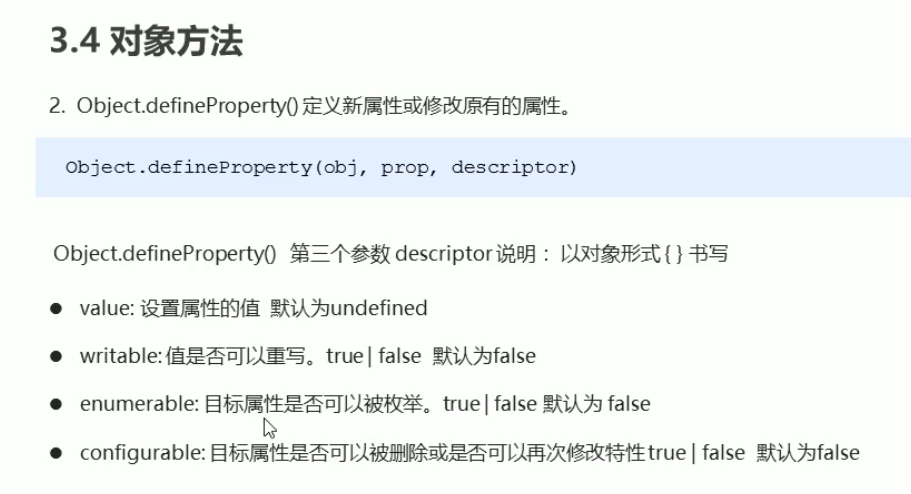 3.4 对象方法
2. Object.defineProperty() 定义新属性或修改原有的属性。
Object.defineProperty(obj, prop, descriptor)
Object.defineProperty() 第三个参数 descriptor 说明： 以对象形式 { } 书写
● value: 设置属性的值 默认为undefined
● writable: 值是否可以重写。true | false 默认为false
● enumerable: 目标属性是否可以被枚举。true | false 默认为 false
● configurable: 目标属性是否可以被删除或是否可以再次修改特性 true | false 默认为false